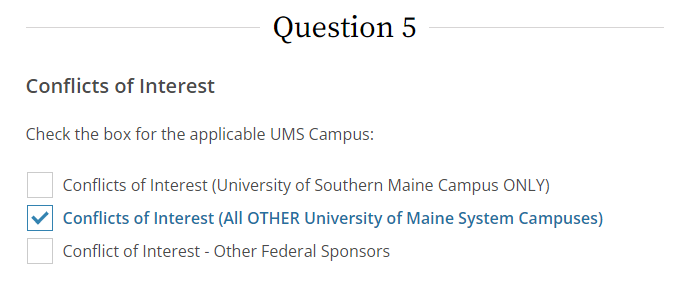 Question 5
Conflicts of Interest
Check the box for the applicable UMS Campus:
Conflicts of Interest (University of Southern Maine Campus ONLY)
Conflicts of Interest (All OTHER University of Maine System Campuses)
Conflict of Interest - Other Federal Sponsors